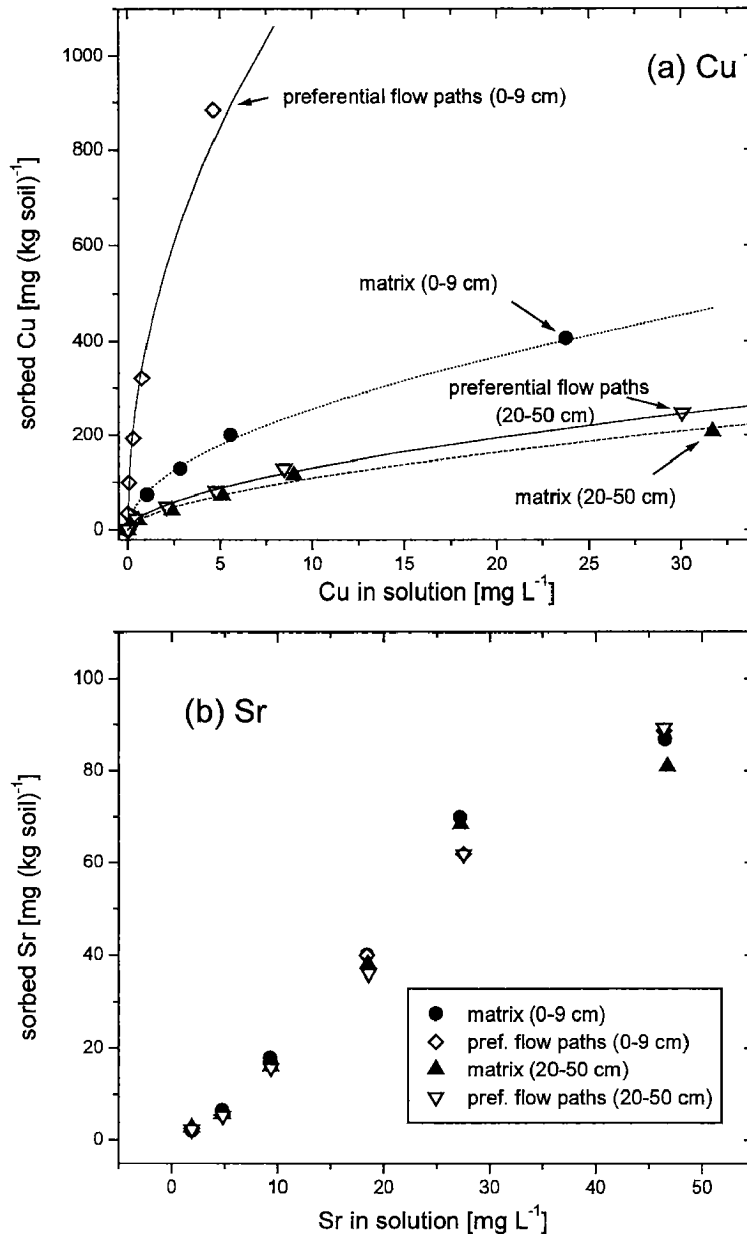 (a) Cu
1000
800
600
400
200
0
sorbed Cu [mg (kg soil)⁻¹]
preferential flow paths (0-9 cm)
matrix (0-9 cm)
preferential flow paths
(20-50 cm)
matrix (20-50 cm)
0 5 10 15 20 25 30
Cu in solution [mg L⁻¹]
(b) Sr
100
80
60
40
20
0
sorbed Sr [mg (kg soil)⁻¹]
matrix (0-9 cm)
pref. flow paths (0-9 cm)
matrix (20-50 cm)
pref. flow paths (20-50 cm)
0 10 20 30 40 50
Sr in solution [mg L⁻¹]